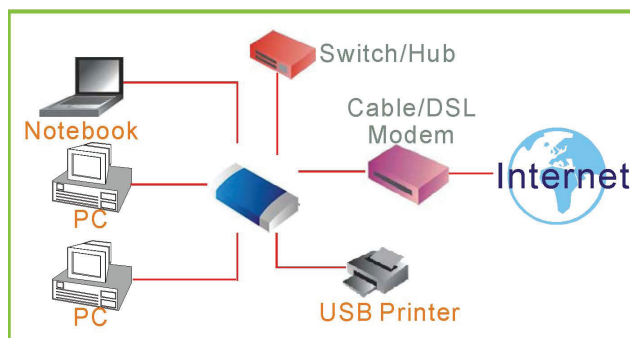 Switch/Hub
Notebook
Cable/DSL
Modem
Internet
PC
PC
USB Printer